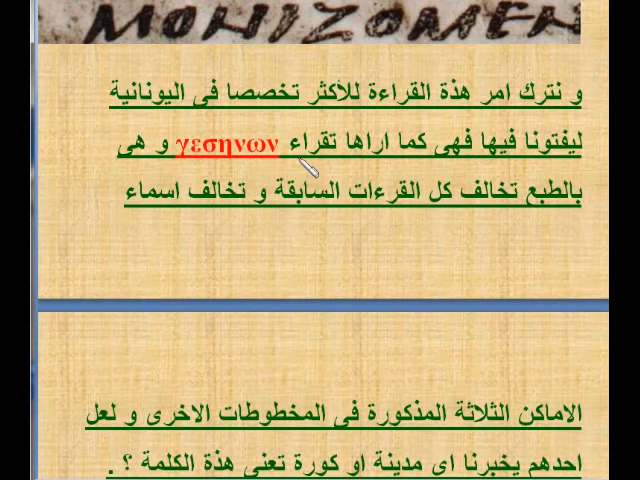 ΜΟΗΙΖΟΜΕΝ
و نترك امر هذة القراءة للأكثر تخصصا فى اليونانية
ليفتونا فيها فهى كما اراها تقراء γεσηνων و هى
بالطبع تخالف كل القرءات السابقة و تخالف اسماء
الاماكن الثلاثة المذكورة فى المخطوطات الاخرى و لعل
احدهم يخبرنا اى مدينة او كورة تعنى هذة الكلمة ؟ .